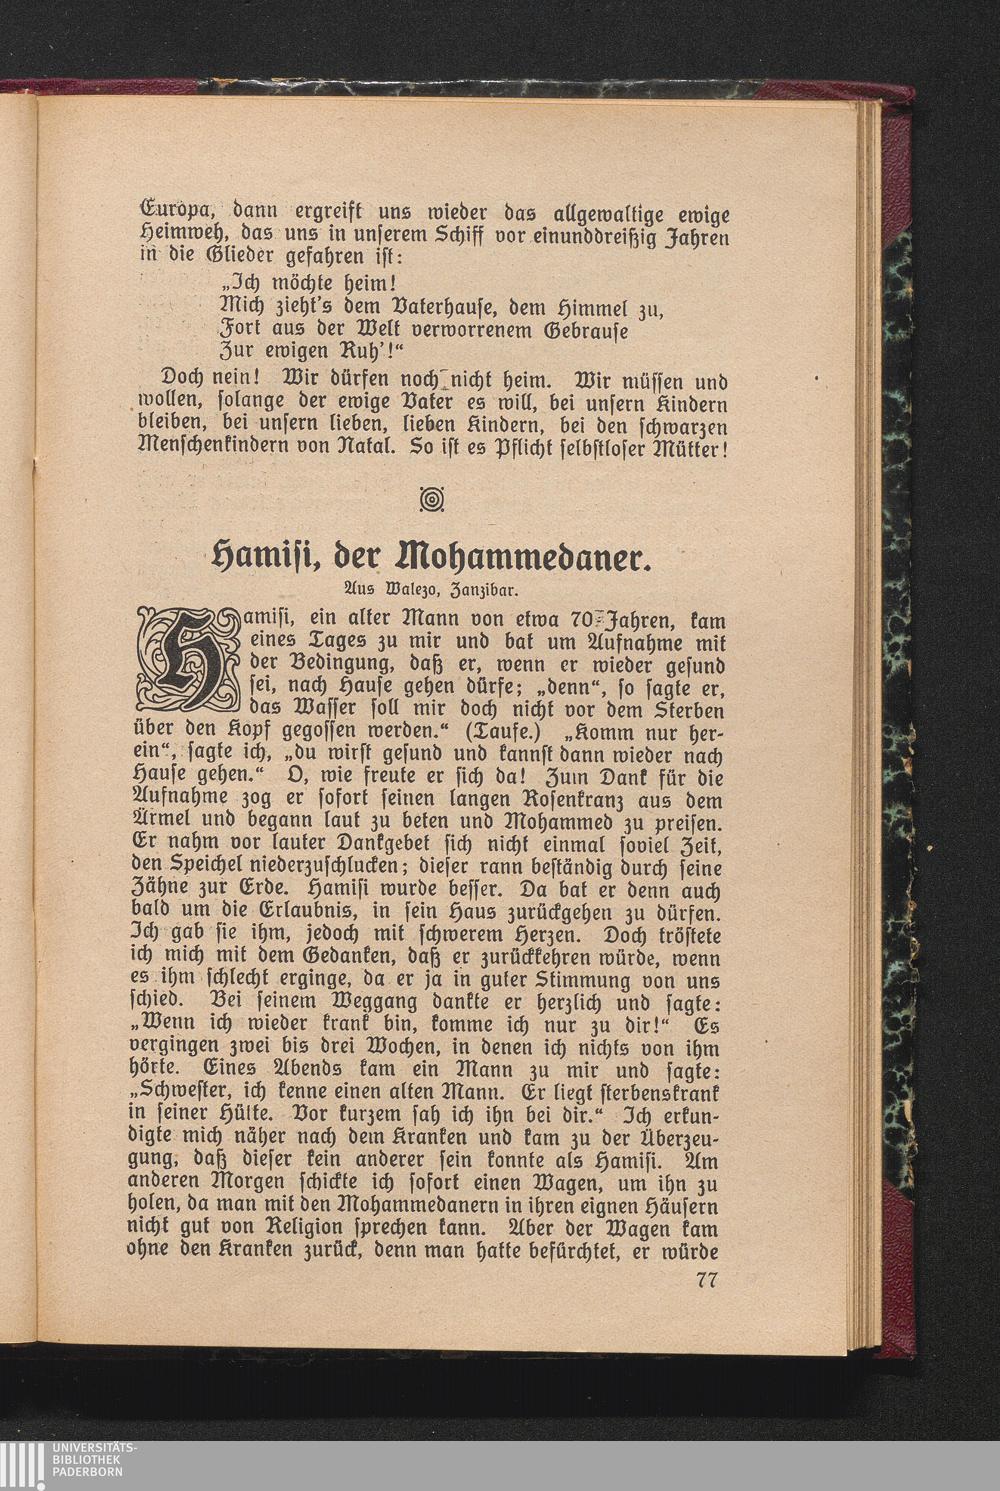 Europa, dann ergreift uns wieder das allgewaltige ewige
Heimweh, das uns in unserem Schiff vor einunddreißig Jahren
in die Glieder gefahren ist:
„Ich möchte heim!
Mich zieht's dem Vaterhause, dem Himmel zu,
Fort aus der Welt verworrenem Gebrause
Zur ewigen Ruh'!“
Doch nein! Wir dürfen noch nicht heim. Wir müssen und
wollen, solange der ewige Vater es will, bei unsern Kindern
bleiben, bei unsern lieben, lieben Kindern, bei den schwarzen
Menschenkindern von Natal. So ist es Pflicht selbstloser Mütter!
Hamisi, der Mohammedaner.
Aus Walezo, Zanzibar.
Hamisi, ein alter Mann von etwa 70 Jahren, kam
eines Tages zu mir und bat um Aufnahme mit
der Bedingung, daß er, wenn er wieder gesund
sei, nach Hause gehen dürfe; „denn“, so sagte er,
das Wasser soll mir doch nicht vor dem Sterben
über den Kopf gegossen werden.“ (Taufe.) „Komm nur her-
ein“, sagte ich, „du wirst gesund und kannst dann wieder nach
Hause gehen.“ O, wie freute er sich da! Zum Dank für die
Aufnahme zog er sofort seinen langen Rosenkranz aus dem
Ärmel und begann laut zu beten und Mohammed zu preisen.
Er nahm vor lauter Dankgebet sich nicht einmal soviel Zeit,
den Speichel niederzuschlucken; dieser rann beständig durch seine
Zähne zur Erde. Hamisi wurde besser. Da bat er denn auch
bald um die Erlaubnis, in sein Haus zurückgehen zu dürfen.
Ich gab sie ihm, jedoch mit schwerem Herzen. Doch tröstete
ich mich mit dem Gedanken, daß er zurückkehren würde, wenn
es ihm schlecht erginge, da er ja in guter Stimmung von uns
schied. Bei seinem Weggang dankte er herzlich und sagte:
„Wenn ich wieder krank bin, komme ich nur zu dir!“ Es
vergingen zwei bis drei Wochen, in denen ich nichts von ihm
hörte. Eines Abends kam ein Mann zu mir und sagte:
„Schwester, ich kenne einen alten Mann. Er liegt sterbenskrank
in seiner Hütte. Vor kurzem sah ich ihn bei dir.“ Ich erkun-
digte mich näher nach dem Kranken und kam zu der Überzeu-
gung, daß dieser kein anderer sein konnte als Hamisi. Am
anderen Morgen schickte ich sofort einen Wagen, um ihn zu
holen, da man mit den Mohammedanern in ihren eignen Häusern
nicht gut von Religion sprechen kann. Aber der Wagen kam
ohne den Kranken zurück, denn man hatte befürchtet, er würde
77
UNIVERSITÄTS-
BIBLIOTHEK
PADERBORN